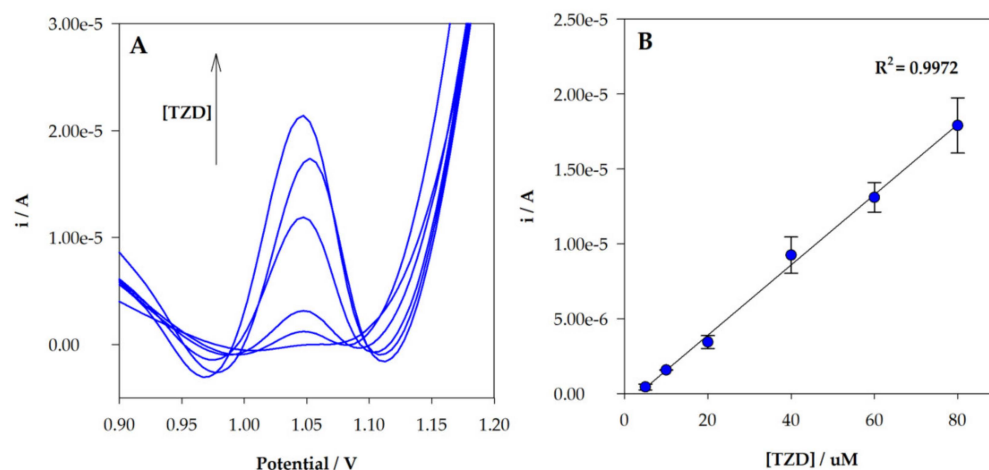 A
[TZD]
3.00e-5
2.00e-5
1.00e-5
0.00
i / A
0.90 0.95 1.00 1.05 1.10 1.15 1.20
Potential / V
B
R² = 0.9972
2.50e-5
2.00e-5
1.50e-5
1.00e-5
5.00e-6
0.00
i / A
0 20 40 60 80
[TZD] / uM